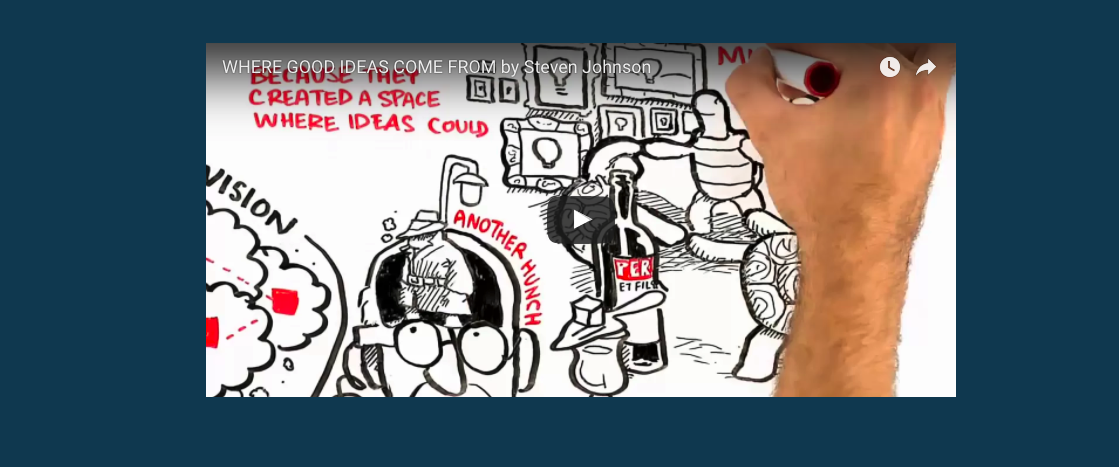 WHERE GOOD IDEAS COME FROM by Steven Johnson
BECAUSE THEY
CREATED A SPACE
WHERE IDEAS COULD
VISION
ANOTHER HUNCH
PER
ET FILS